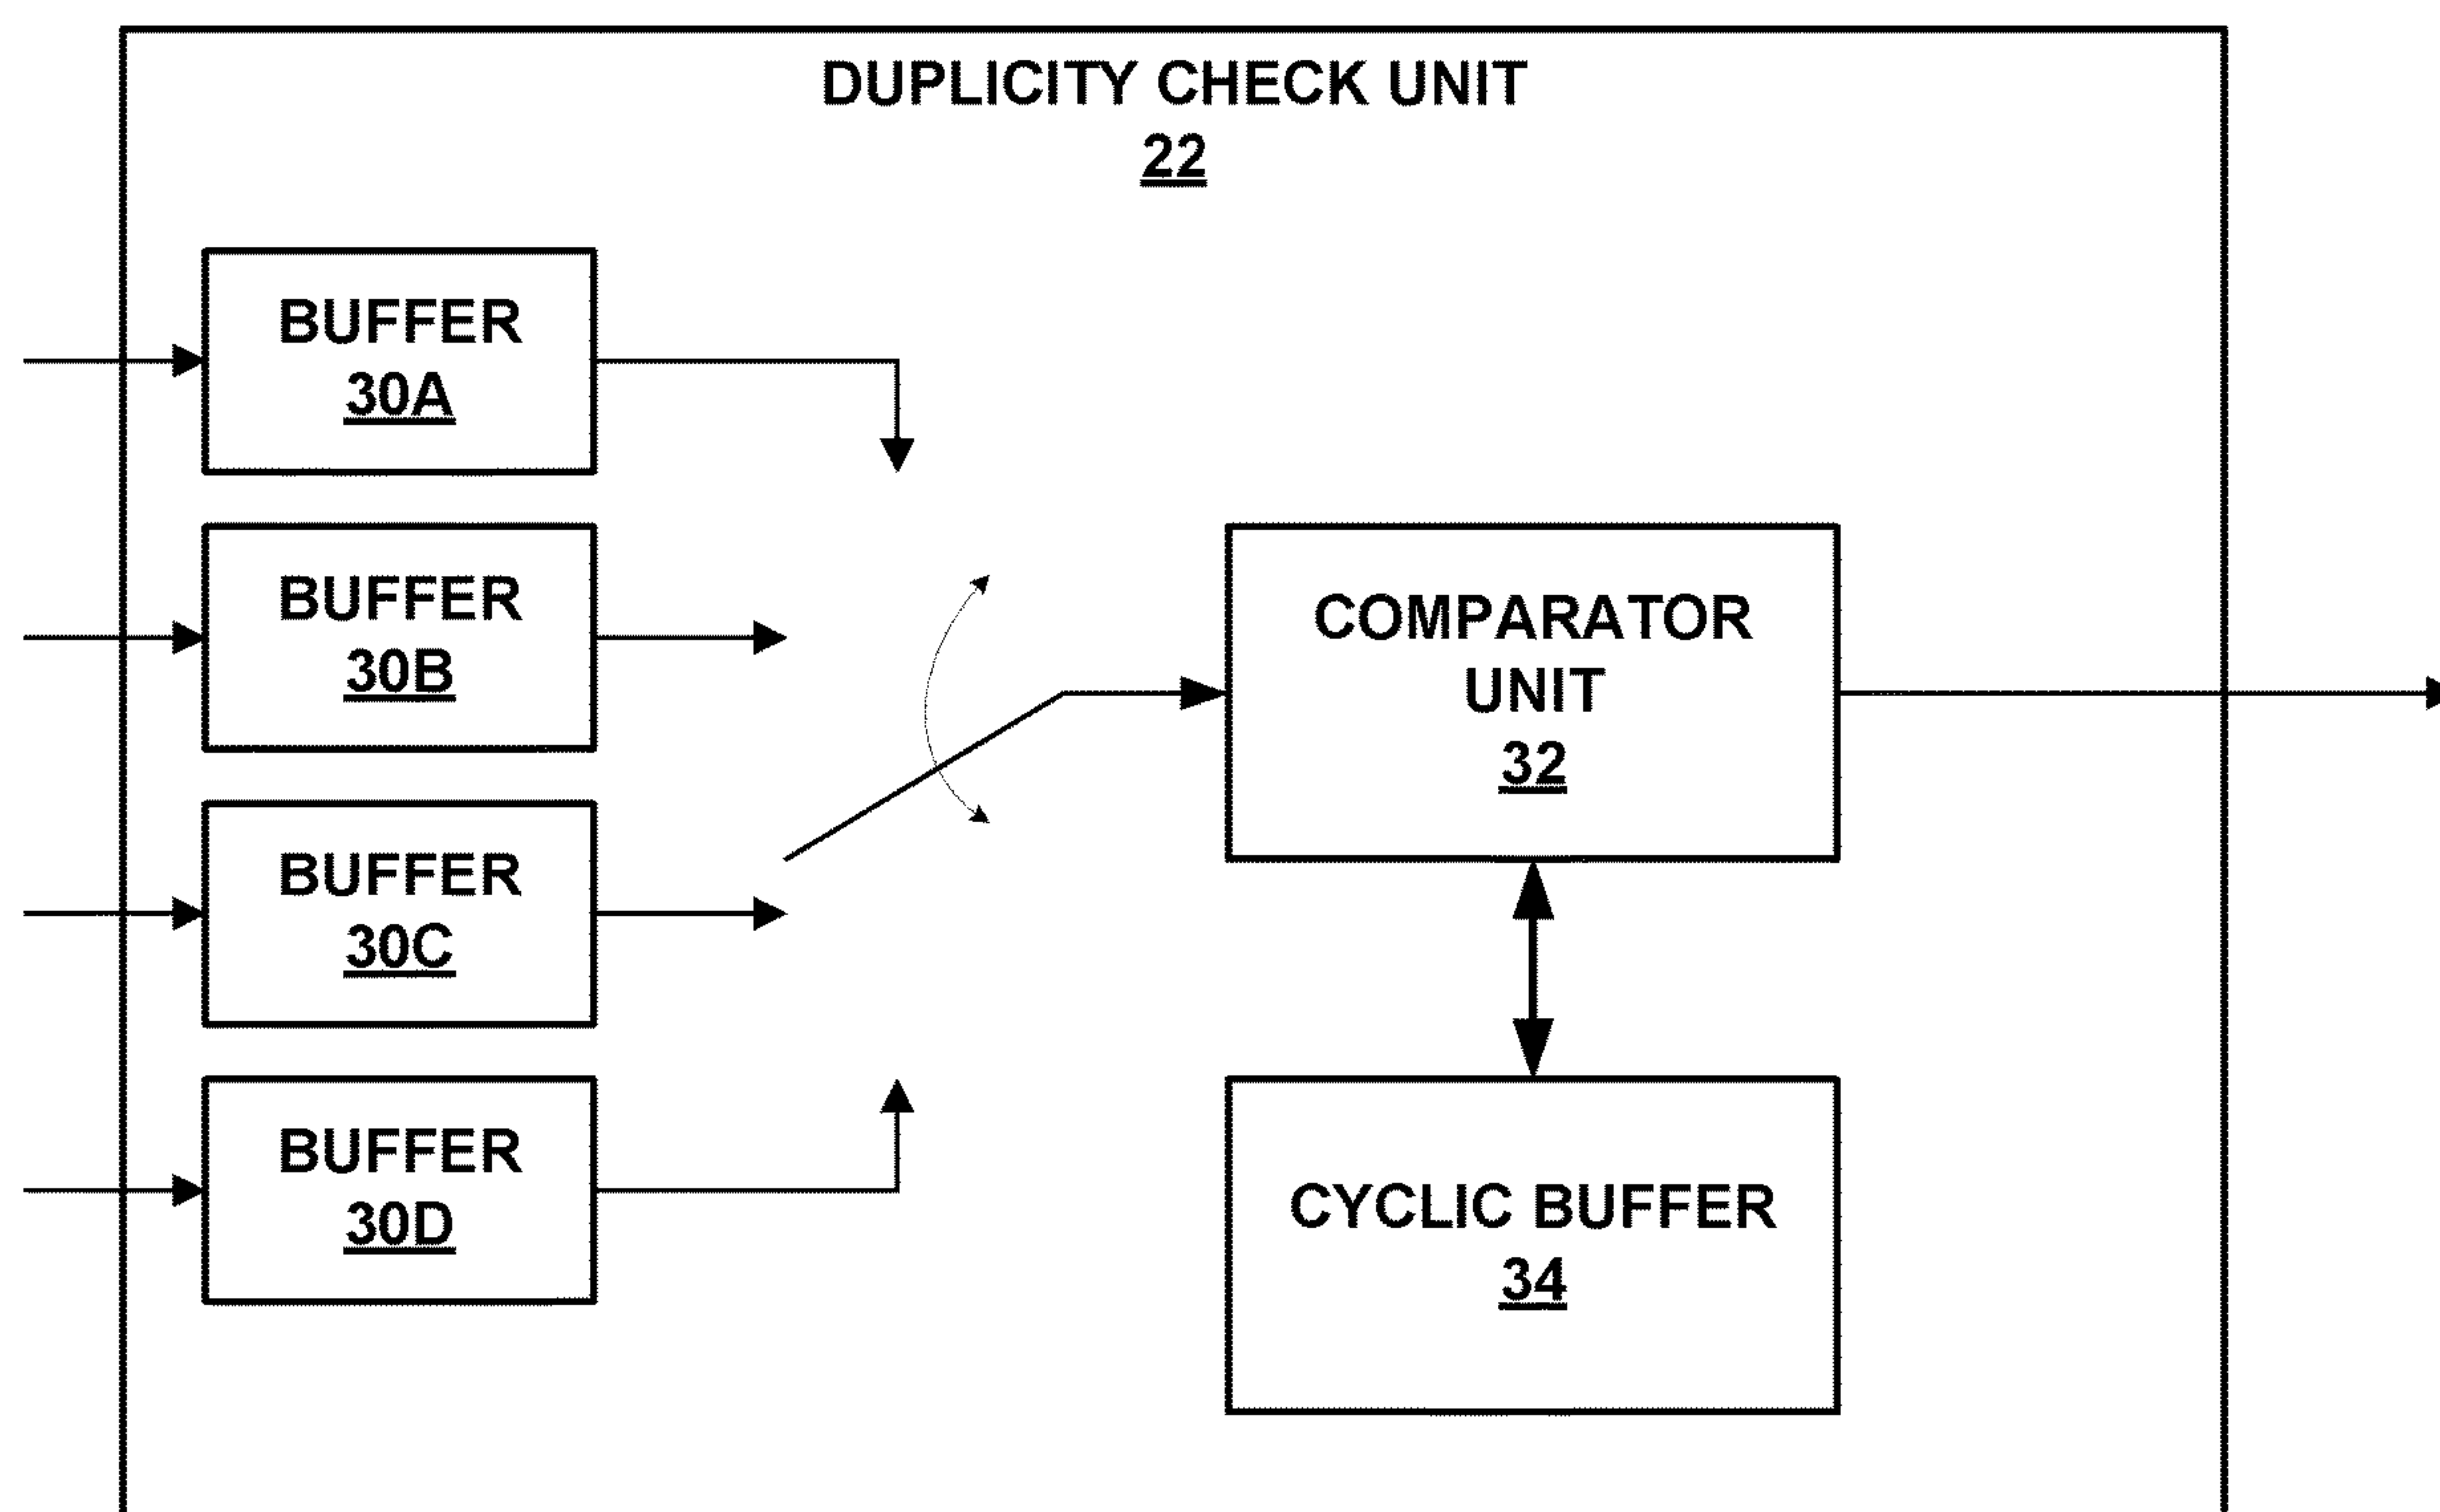 DUPLICITY CHECK UNIT
22
BUFFER
30A
BUFFER
30B
COMPARATOR
UNIT
32
BUFFER
30C
BUFFER
30D
CYCLIC BUFFER
34